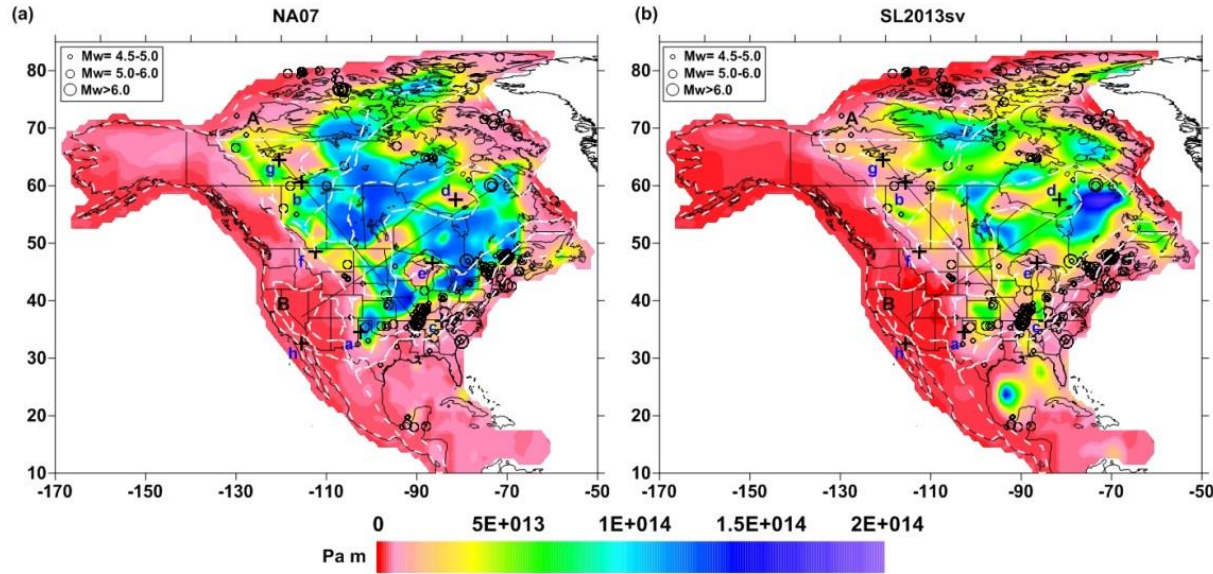 (a) NA07
Mw= 4.5-5.0
Mw= 5.0-6.0
Mw>6.0
80
70
60
50
40
30
20
10
-170 -150 -130 -110 -90 -70 -50
A
g
b
d
f
e
B
c
a
h
(b) SL2013sv
Mw= 4.5-5.0
Mw= 5.0-6.0
Mw>6.0
80
70
60
50
40
30
20
10
-170 -150 -130 -110 -90 -70 -50
A
g
b
d
f
e
B
c
a
h
0 5E+013 1E+014 1.5E+014 2E+014
Pa m